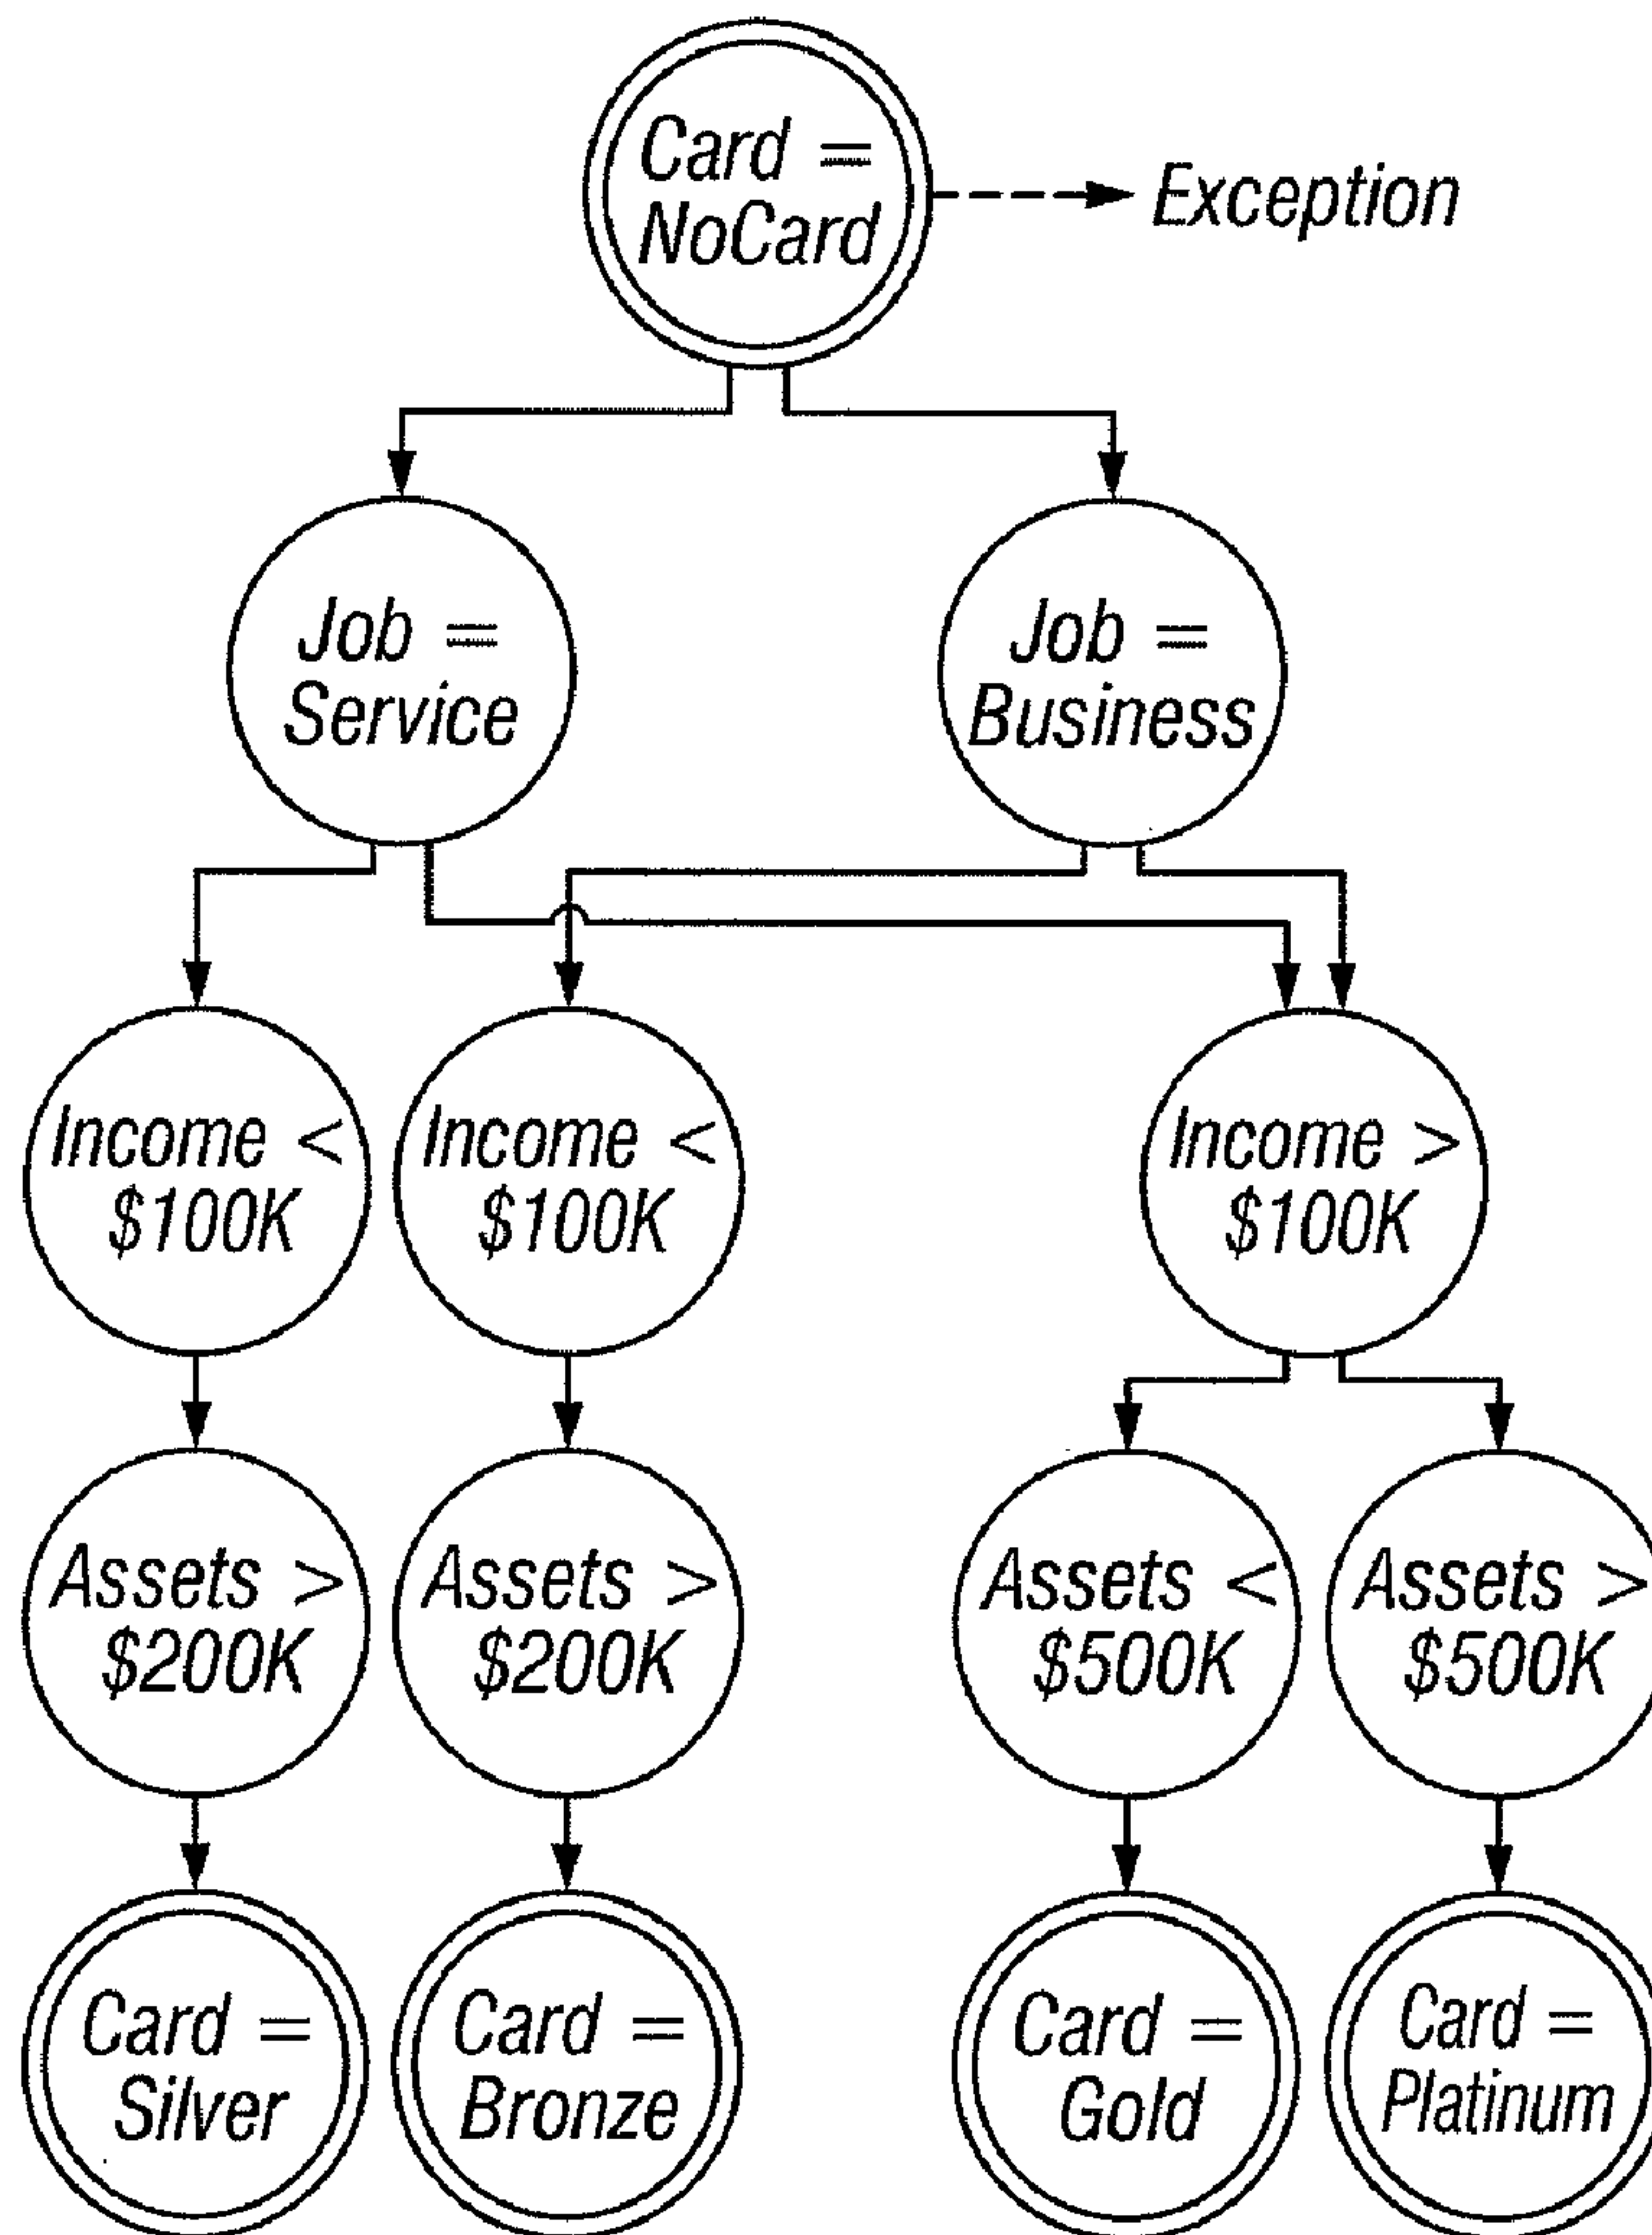 Card =
NoCard
Exception
Job =
Service
Job =
Business
Income <
$100K
Income <
$100K
Income >
$100K
Assets >
$200K
Assets >
$200K
Assets <
$500K
Assets >
$500K
Card =
Silver
Card =
Bronze
Card =
Gold
Card =
Platinum